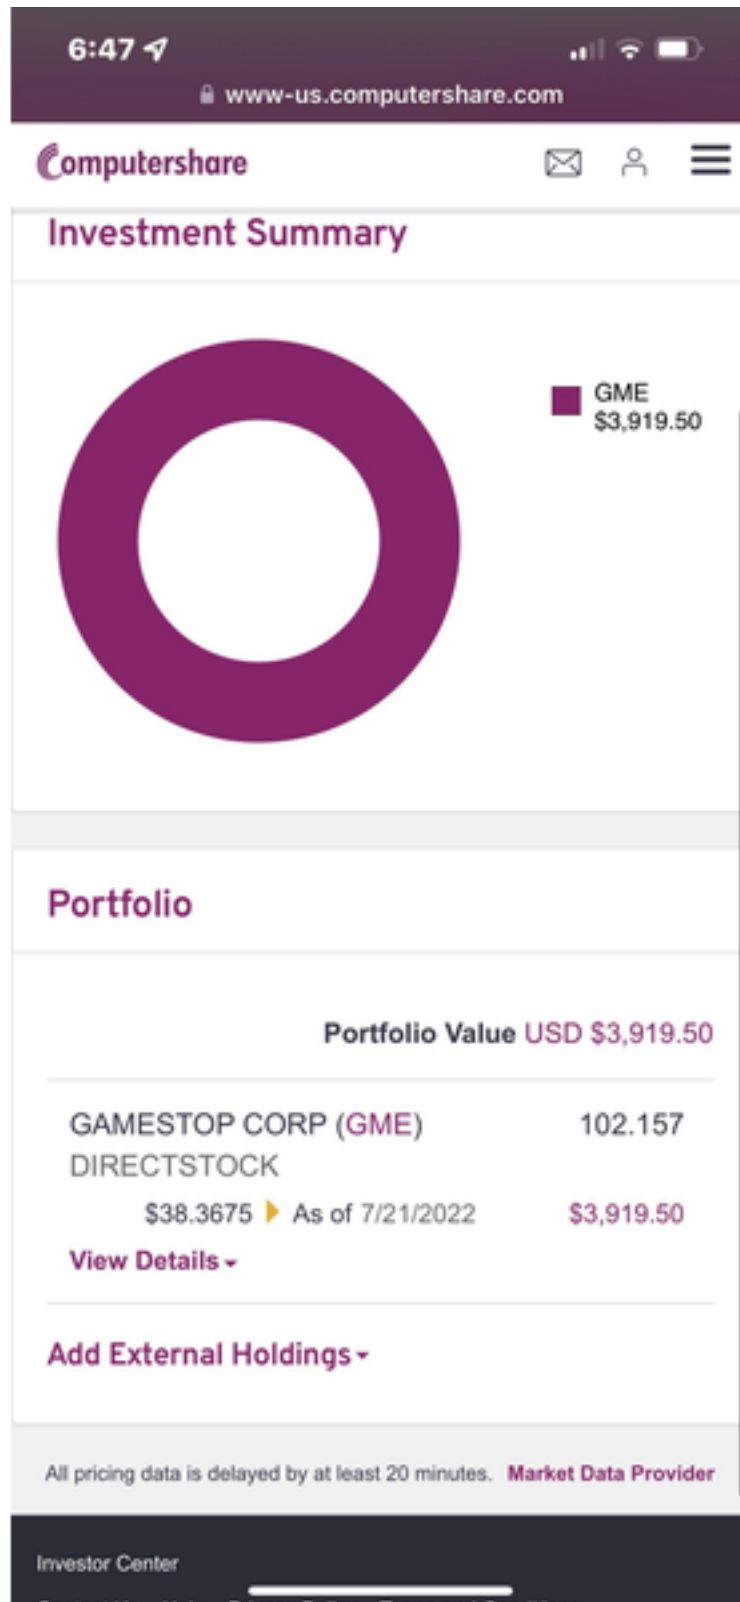 6:47
www-us.computershare.com
Computershare
Investment Summary
GME
$3,919.50
Portfolio
Portfolio Value USD $3,919.50
GAMESTOP CORP (GME) 102.157
DIRECTSTOCK
$38.3675 As of 7/21/2022 $3,919.50
View Details
Add External Holdings
All pricing data is delayed by at least 20 minutes. Market Data Provider
Investor Center